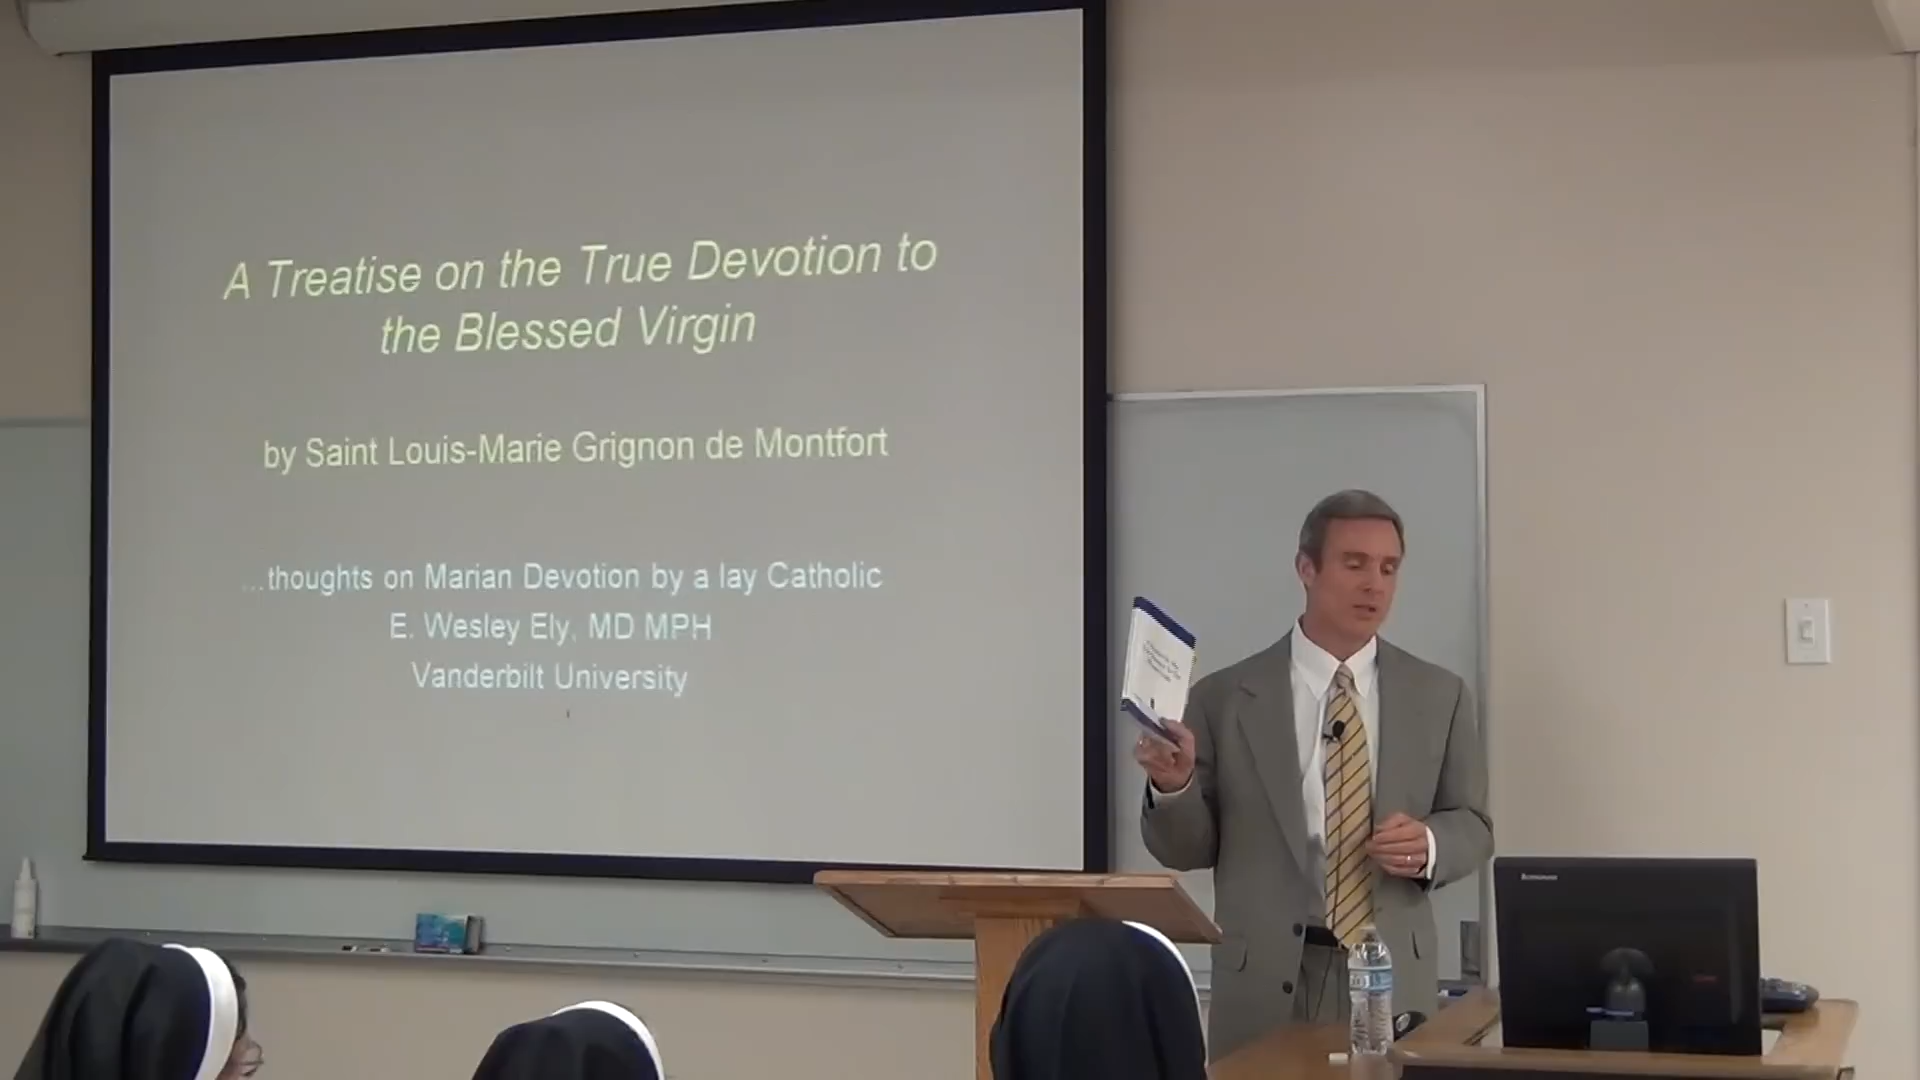 A Treatise on the True Devotion to
the Blessed Virgin
by Saint Louis-Marie Grignon de Montfort
...thoughts on Marian Devotion by a lay Catholic
E. Wesley Ely, MD MPH
Vanderbilt University
lenovo